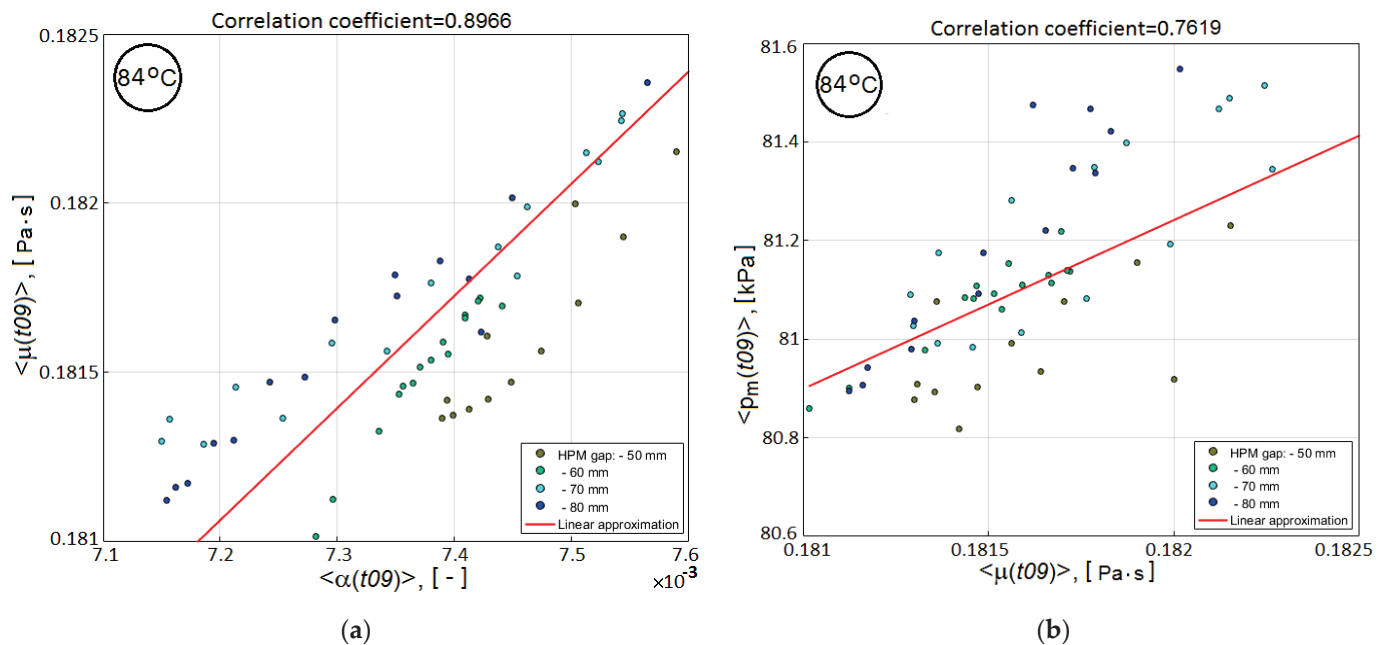 Correlation coefficient=0.8966
84°C
0.1825
0.182
0.1815
0.181
<μ(t09)>, [Pa·s]
7.1
7.2
7.3
7.4
7.5
7.6
<α(t09)>, [-]
×10⁻³
HPM gap: - 50 mm
- 60 mm
- 70 mm
- 80 mm
Linear approximation
(a)
Correlation coefficient=0.7619
84°C
81.6
81.4
81.2
81
80.8
80.6
<pₘ(t09)>, [kPa]
0.181
0.1815
0.182
0.1825
<μ(t09)>, [Pa·s]
HPM gap: - 50 mm
- 60 mm
- 70 mm
- 80 mm
Linear approximation
(b)